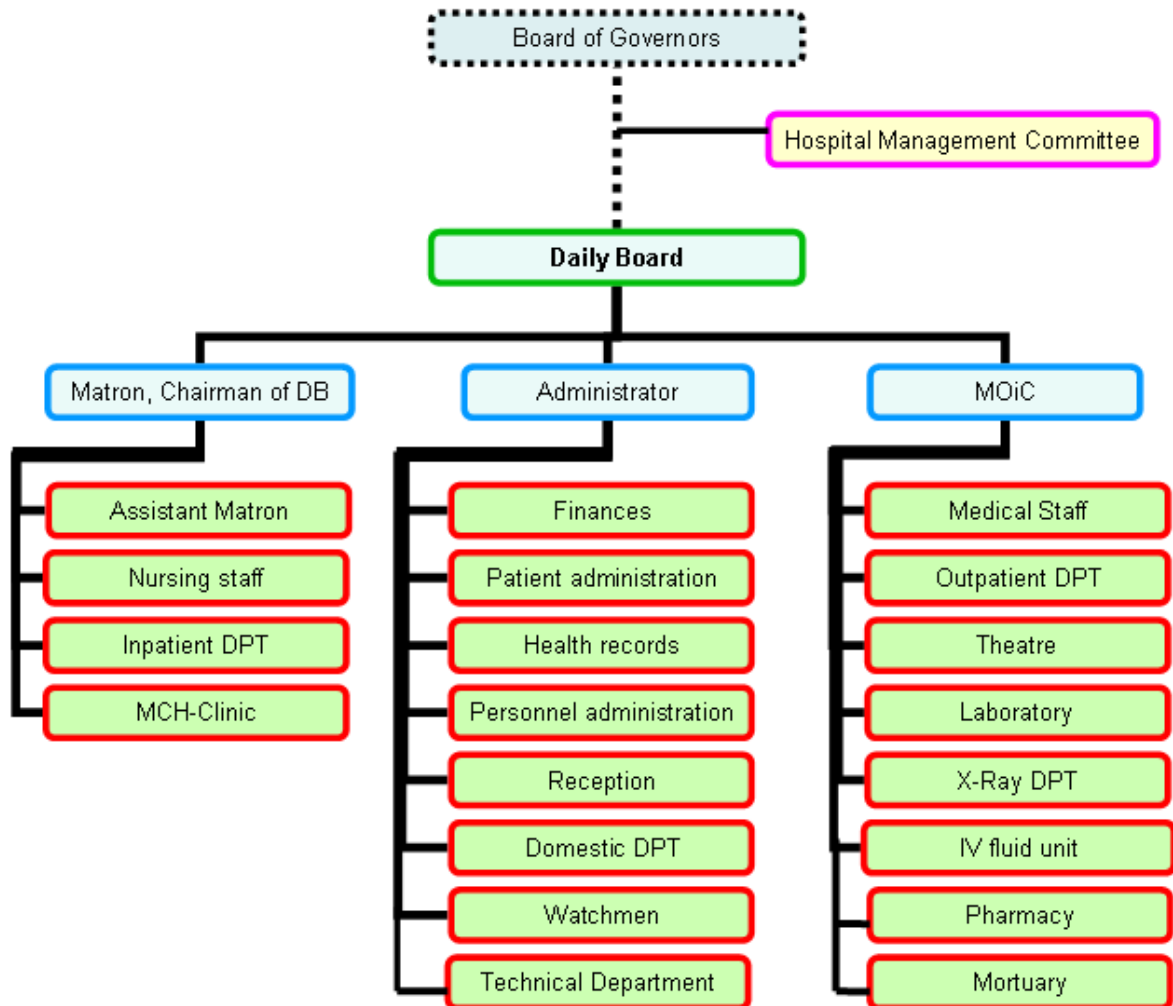 Board of Governors
Hospital Management Committee
Daily Board
Matron, Chairman of DB
Administrator
MOiC
Assistant Matron
Nursing staff
Inpatient DPT
MCH-Clinic
Finances
Patient administration
Health records
Personnel administration
Reception
Domestic DPT
Watchmen
Technical Department
Medical Staff
Outpatient DPT
Theatre
Laboratory
X-Ray DPT
IV fluid unit
Pharmacy
Mortuary